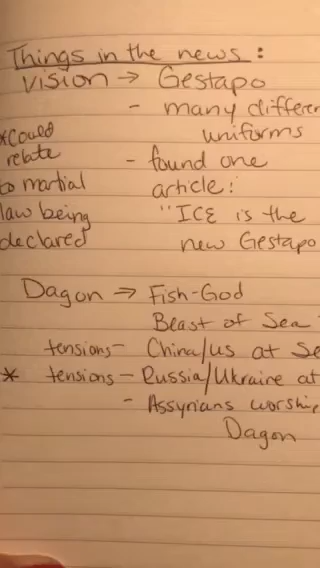 Things in the news:
vision → Gestapo
- many differen
uniforms
*Could
relate
to martial
law being
declared
- found one
article:
"ICE is the
new Gestapo
Dagon → Fish-God
Beast of Sea
tensions - China/us at Se
* tensions - Russia/Ukraine at
- Assyrians worship
Dagon